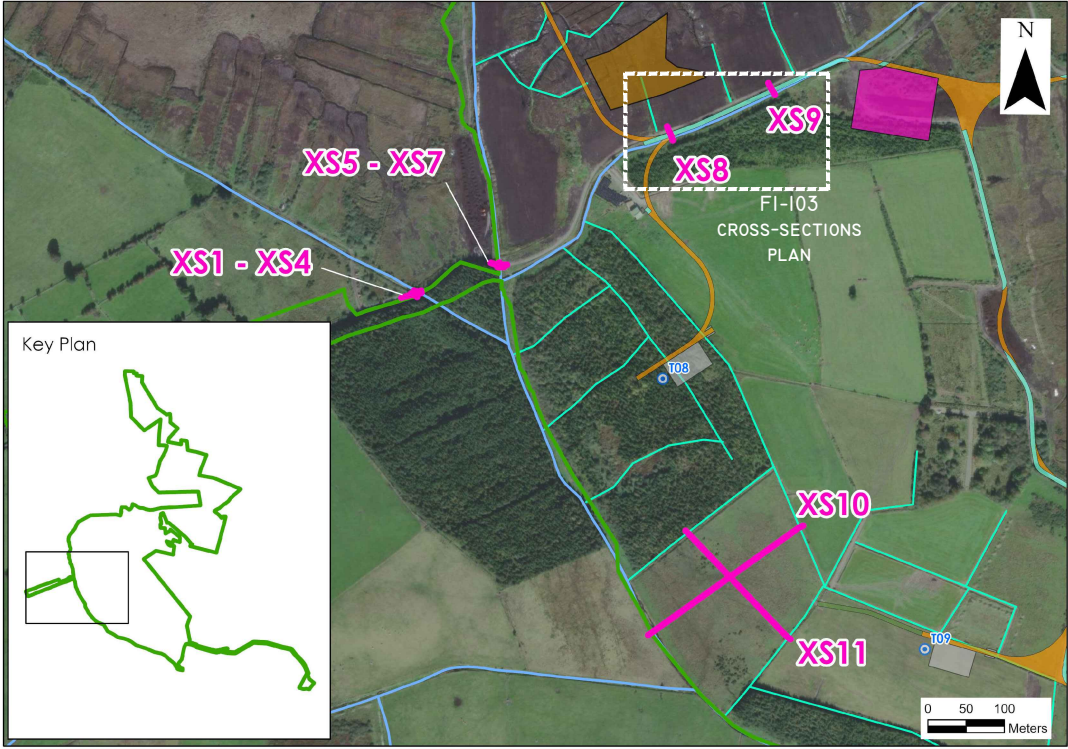 N
XS9
XS5 - XS7
XS8
F1-103
CROSS-SECTIONS
PLAN
XS1 - XS4
Key Plan
T08
XS10
XS11
T09
0 50 100
Meters